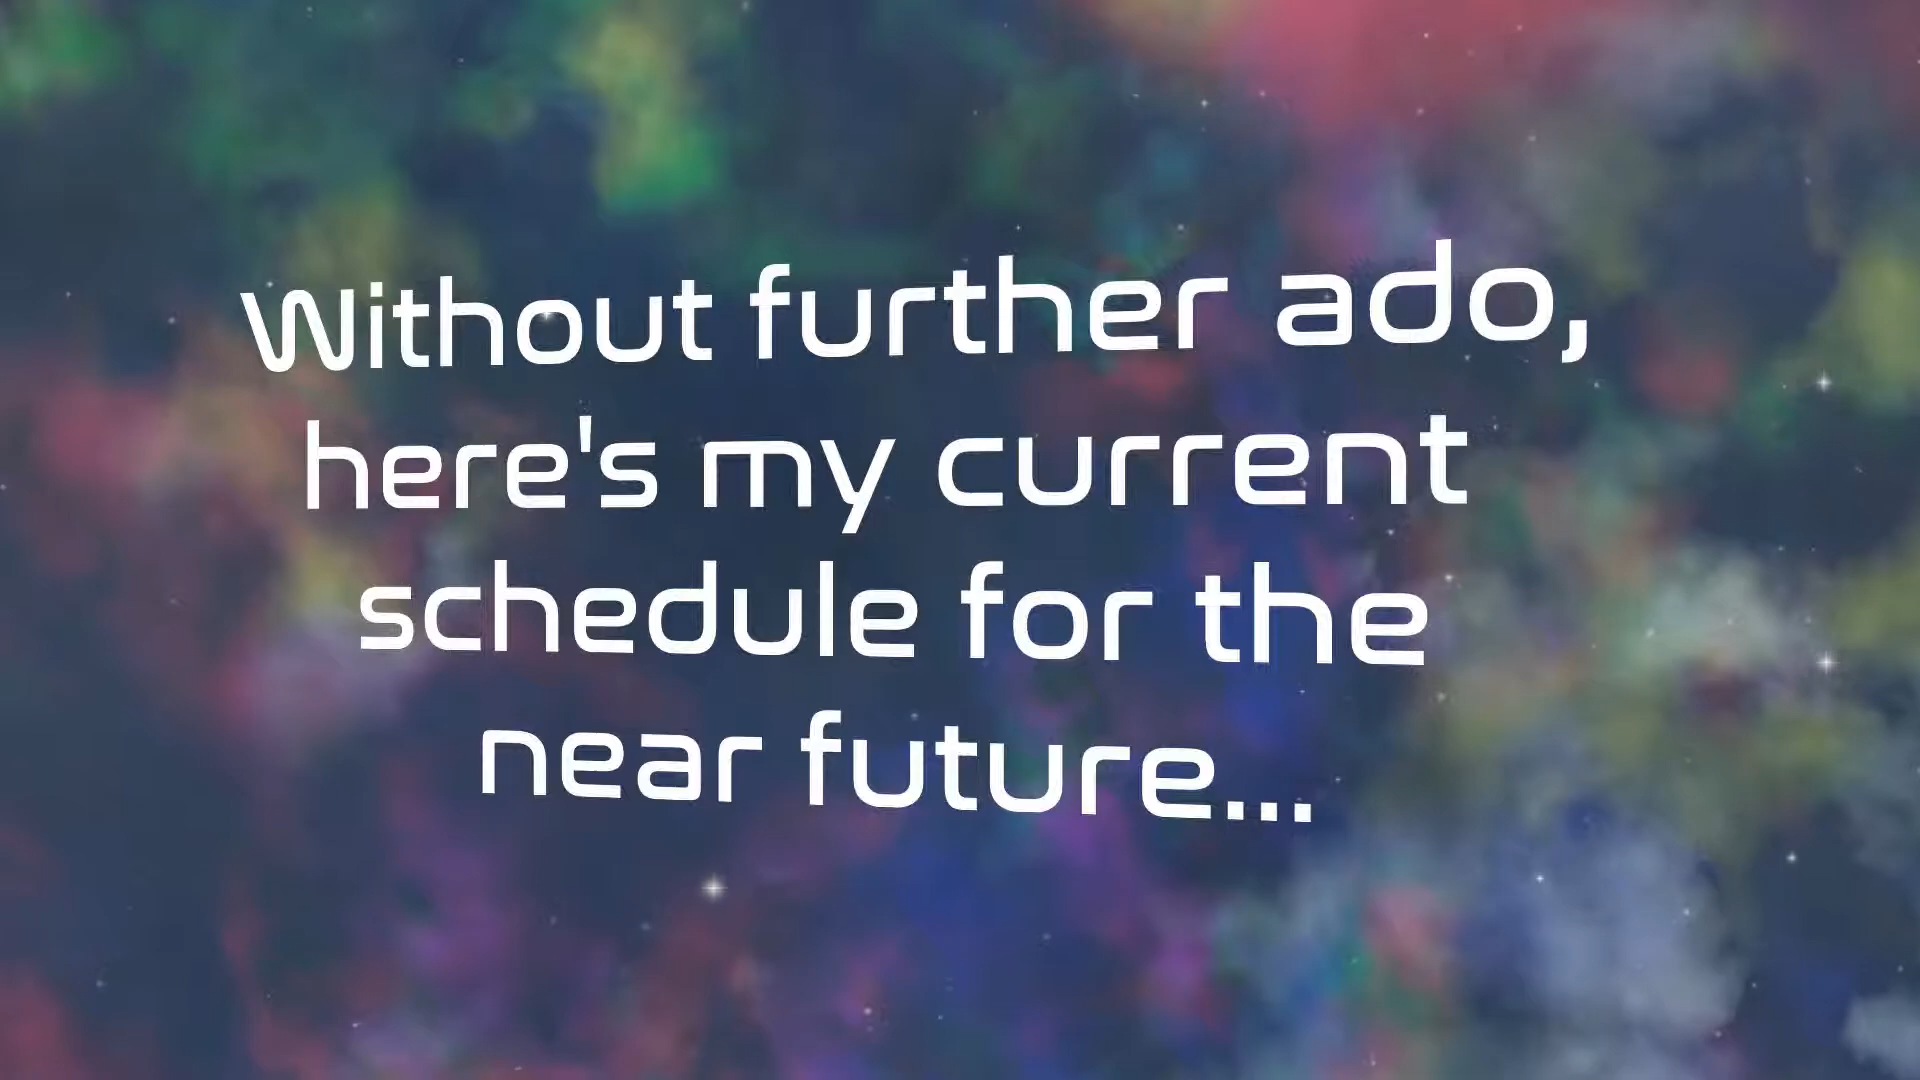 Without further ado,
here's my current
schedule for the
near future...